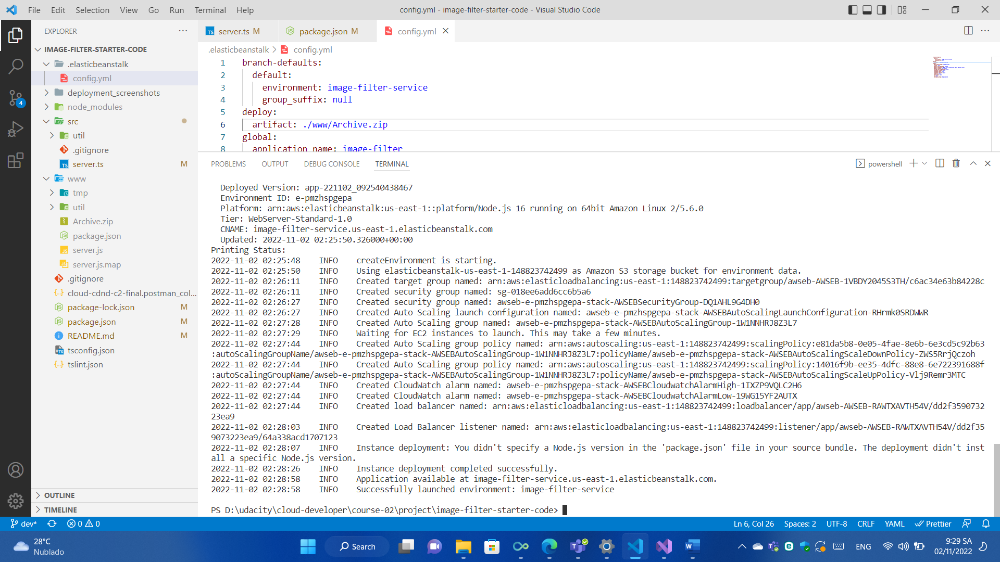 File Edit Selection View Go Run Terminal Help
config.yml - image-filter-starter-code - Visual Studio Code
EXPLORER
IMAGE-FILTER-STARTER-CODE
.elasticbeanstalk
config.yml
deployment_screenshots
node_modules
src
util
.gitignore
server.ts M
www
tmp
util
Archive.zip
package.json
server.js
server.js.map
.gitignore
cloud-cdnd-c2-final.postman_col...
package-lock.json M
package.json M
README.md M
tsconfig.json
tslint.json
OUTLINE
TIMELINE
4
server.ts M
package.json M
config.yml
.elasticbeanstalk > config.yml
1 branch-defaults:
2 default:
3 environment: image-filter-service
4 group_suffix: null
5 deploy:
6 artifact: ./www/Archive.zip
7 global:
8 application_name: image-filter
PROBLEMS OUTPUT DEBUG CONSOLE TERMINAL
powershell
Deployed Version: app-221102_092540438467
Environment ID: e-pmzhspgepa
Platform: arn:aws:elasticbeanstalk:us-east-1::platform/Node.js 16 running on 64bit Amazon Linux 2/5.6.0
Tier: WebServer-Standard-1.0
CNAME: image-filter-service.us-east-1.elasticbeanstalk.com
Updated: 2022-11-02 02:25:50.326000+00:00
Printing Status:
2022-11-02 02:25:48 INFO createEnvironment is starting.
2022-11-02 02:25:50 INFO Using elasticbeanstalk-us-east-1-148823742499 as Amazon S3 storage bucket for environment data.
2022-11-02 02:26:11 INFO Created target group named: arn:aws:elasticloadbalancing:us-east-1:148823742499:targetgroup/awseb-AWSEB-1VBDY2045S3TH/c6ac34e63b84228c
2022-11-02 02:26:11 INFO Created security group named: sg-018ee6add6cc6b5a6
2022-11-02 02:26:27 INFO Created security group named: awseb-e-pmzhspgepa-stack-AWSEBSecurityGroup-DQ1AHL9G4DH0
2022-11-02 02:26:27 INFO Created Auto Scaling launch configuration named: awseb-e-pmzhspgepa-stack-AWSEBAutoScalingLaunchConfiguration-RHrmk0SRDWWR
2022-11-02 02:27:28 INFO Created Auto Scaling group named: awseb-e-pmzhspgepa-stack-AWSEBAutoScalingGroup-1W1NNHRJ8Z3L7
2022-11-02 02:27:29 INFO Waiting for EC2 instances to launch. This may take a few minutes.
2022-11-02 02:27:44 INFO Created Auto Scaling group policy named: arn:aws:autoscaling:us-east-1:148823742499:scalingPolicy:e81da5b8-0e05-4fae-8e6b-6e3cd5c92b63
:autoScalingGroupName/awseb-e-pmzhspgepa-stack-AWSEBAutoScalingGroup-1W1NNHRJ8Z3L7:policyName/awseb-e-pmzhspgepa-stack-AWSEBAutoScalingScaleDownPolicy-ZWS5RrjQczoh
2022-11-02 02:27:44 INFO Created Auto Scaling group policy named: arn:aws:autoscaling:us-east-1:148823742499:scalingPolicy:14016f9b-ee35-4dfc-88e8-6e722391688f
:autoScalingGroupName/awseb-e-pmzhspgepa-stack-AWSEBAutoScalingGroup-1W1NNHRJ8Z3L7:policyName/awseb-e-pmzhspgepa-stack-AWSEBAutoScalingScaleUpPolicy-Vlj9Remr3MTC
2022-11-02 02:27:44 INFO Created CloudWatch alarm named: awseb-e-pmzhspgepa-stack-AWSEBCloudwatchAlarmHigh-1IXZP9VQLC2H6
2022-11-02 02:27:44 INFO Created CloudWatch alarm named: awseb-e-pmzhspgepa-stack-AWSEBCloudwatchAlarmLow-19WG15YF2AUTX
2022-11-02 02:27:44 INFO Created load balancer named: arn:aws:elasticloadbalancing:us-east-1:148823742499:loadbalancer/app/awseb-AWSEB-RAWTXAVTH54V/dd2f3590732
23ea9
2022-11-02 02:28:03 INFO Created Load Balancer listener named: arn:aws:elasticloadbalancing:us-east-1:148823742499:listener/app/awseb-AWSEB-RAWTXAVTH54V/dd2f35
9073223ea9/64a338acd1707123
2022-11-02 02:28:07 INFO Instance deployment: You didn't specify a Node.js version in the 'package.json' file in your source bundle. The deployment didn't inst
all a specific Node.js version.
2022-11-02 02:28:26 INFO Instance deployment completed successfully.
2022-11-02 02:28:58 INFO Application available at image-filter-service.us-east-1.elasticbeanstalk.com.
2022-11-02 02:28:58 INFO Successfully launched environment: image-filter-service
PS D:\udacity\cloud-developer\course-02\project\image-filter-starter-code>
dev* 0 0
Ln 6, Col 26 Spaces: 2 UTF-8 CRLF YAML Prettier
28°C
Nublado
Search
ENG
9:29 SA
02/11/2022